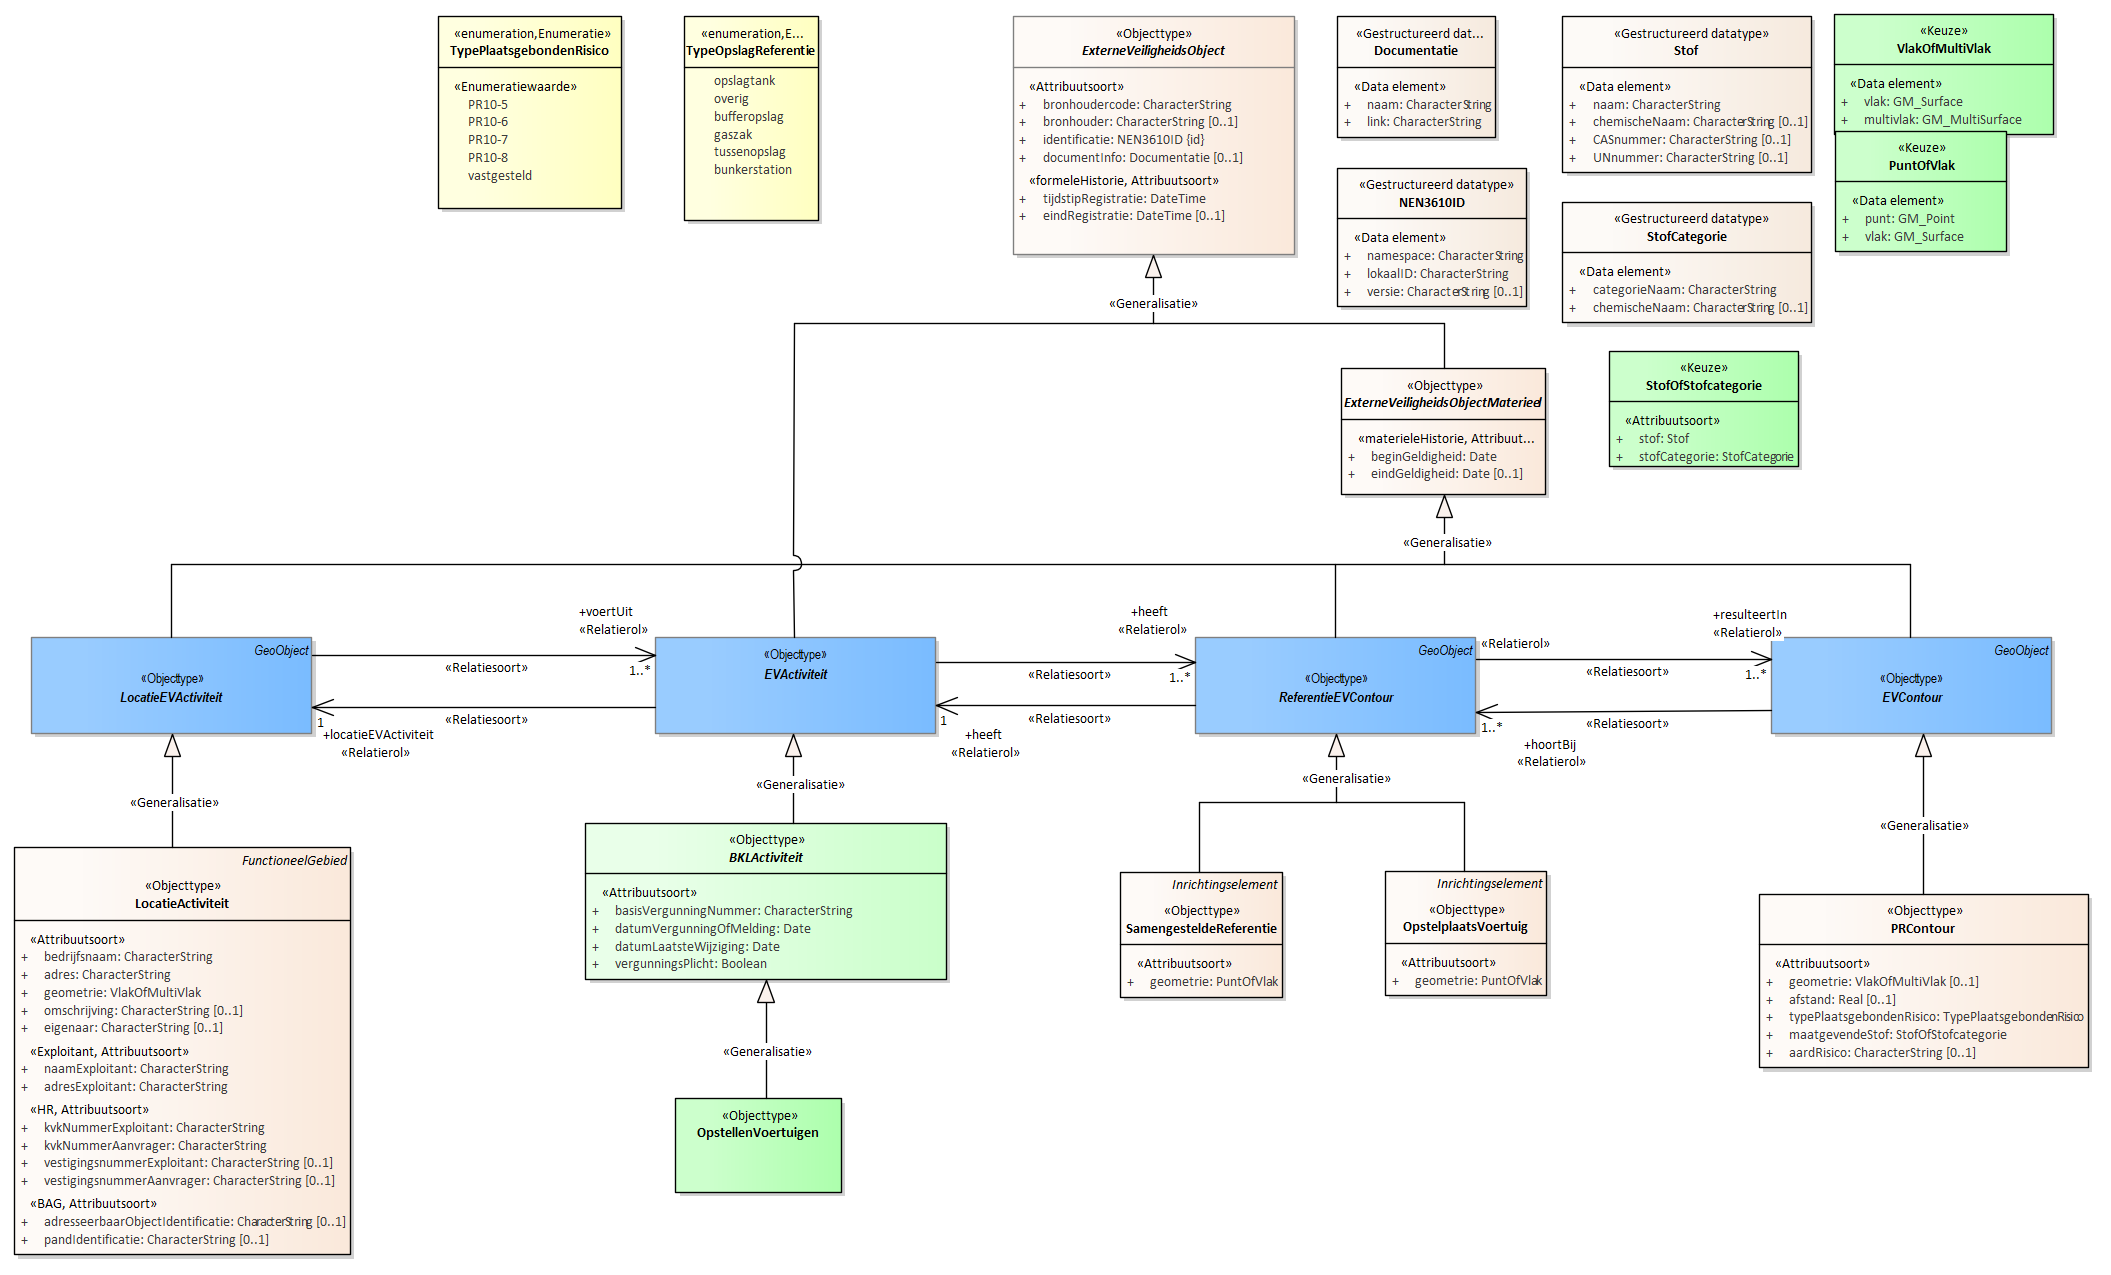 «enumeration,Enumeratie»
TypePlaatsgebondenRisico
«Enumeratiewaarde»
PR10-5
PR10-6
PR10-7
PR10-8
vastgesteld
«enumeration,E...
TypeOpslagReferentie
opslagtank
overig
bufferopslag
gaszak
tussenopslag
bunkerstation
«Objecttype»
ExterneVeiligheidsObject
«Attribuutsoort»
+ bronhoudercode: CharacterString
+ bronhouder: CharacterString [0..1]
+ identificatie: NEN3610ID {id}
+ documentInfo: Documentatie [0..1]
«formeleHistorie, Attribuutsoort»
+ tijdstipRegistratie: DateTime
+ eindRegistratie: DateTime [0..1]
«Gestructureerd dat...
Documentatie
«Data element»
+ naam: CharacterString
+ link: CharacterString
«Gestructureerd datatype»
NEN3610ID
«Data element»
+ namespace: CharacterString
+ lokaalID: CharacterString
+ versie: CharacterString [0..1]
«Gestructureerd datatype»
Stof
«Data element»
+ naam: CharacterString
+ chemischeNaam: CharacterString [0..1]
+ CASnummer: CharacterString [0..1]
+ UNnummer: CharacterString [0..1]
«Gestructureerd datatype»
StofCategorie
«Data element»
+ categorieNaam: CharacterString
+ chemischeNaam: CharacterString [0..1]
«Keuze»
VlakOfMultiVlak
«Data element»
+ vlak: GM_Surface
+ multivlak: GM_MultiSurface
«Keuze»
PuntOfVlak
«Data element»
+ punt: GM_Point
+ vlak: GM_Surface
«Keuze»
StofOfStofcategorie
«Attribuutsoort»
+ stof: Stof
+ stofCategorie: StofCategorie
«Generalisatie»
«Objecttype»
ExterneVeiligheidsObjectMaterieel
«materieleHistorie, Attribuut...
+ beginGeldigheid: Date
+ eindGeldigheid: Date [0..1]
«Generalisatie»
GeoObject
«Objecttype»
LocatieEVActiviteit
+voertUit
«Relatierol»
«Relatiesoort»
1..*
«Relatiesoort»
1
+locatieEVActiviteit
«Relatierol»
«Objecttype»
EVActiviteit
+heeft
«Relatierol»
«Relatiesoort»
1..*
«Relatiesoort»
1
+heeft
«Relatierol»
GeoObject
«Objecttype»
ReferentieEVContour
«Relatierol»
+resulteertIn
«Relatierol»
«Relatiesoort»
1..*
«Relatiesoort»
1..*
+hoortBij
«Relatierol»
GeoObject
«Objecttype»
EVContour
«Generalisatie»
«Generalisatie»
«Generalisatie»
«Generalisatie»
FunctioneelGebied
«Objecttype»
LocatieActiviteit
«Attribuutsoort»
+ bedrijfsnaam: CharacterString
+ adres: CharacterString
+ geometrie: VlakOfMultiVlak
+ omschrijving: CharacterString [0..1]
+ eigenaar: CharacterString [0..1]
«Exploitant, Attribuutsoort»
+ naamExploitant: CharacterString
+ adresExploitant: CharacterString
«HR, Attribuutsoort»
+ kvkNummerExploitant: CharacterString
+ kvkNummerAanvrager: CharacterString
+ vestigingsnummerExploitant: CharacterString [0..1]
+ vestigingsnummerAanvrager: CharacterString [0..1]
«BAG, Attribuutsoort»
+ adresseerbaarObjectIdentificatie: CharacterString [0..1]
+ pandIdentificatie: CharacterString [0..1]
«Objecttype»
BKLActiviteit
«Attribuutsoort»
+ basisVergunningNummer: CharacterString
+ datumVergunningOfMelding: Date
+ datumLaatsteWijziging: Date
+ vergunningsPlicht: Boolean
«Generalisatie»
«Objecttype»
OpstellenVoertuigen
Inrichtingselement
«Objecttype»
SamengesteldeReferentie
«Attribuutsoort»
+ geometrie: PuntOfVlak
Inrichtingselement
«Objecttype»
OpstelplaatsVoertuig
«Attribuutsoort»
+ geometrie: PuntOfVlak
«Objecttype»
PRContour
«Attribuutsoort»
+ geometrie: VlakOfMultiVlak [0..1]
+ afstand: Real [0..1]
+ typePlaatsgebondenRisico: TypePlaatsgebondenRisico
+ maatgevendeStof: StofOfStofcategorie
+ aardRisico: CharacterString [0..1]